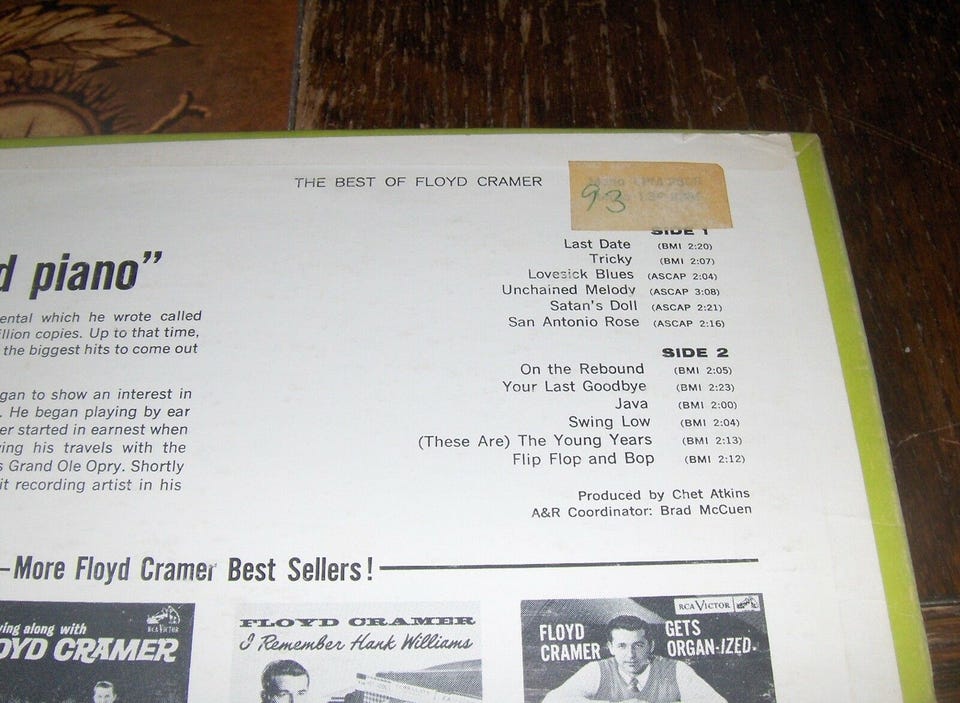 THE BEST OF FLOYD CRAMER
93
SIDE 1
Last Date (BMI 2:20)
Tricky (BMI 2:07)
Lovesick Blues (ASCAP 2:04)
Unchained Melody (ASCAP 3:08)
Satan's Doll (ASCAP 2:21)
San Antonio Rose (ASCAP 2:16)
SIDE 2
On the Rebound (BMI 2:05)
Your Last Goodbye (BMI 2:23)
Java (BMI 2:00)
Swing Low (BMI 2:04)
(These Are) The Young Years (BMI 2:13)
Flip Flop and Bop (BMI 2:12)
Produced by Chet Atkins
A&R Coordinator: Brad McCuen
d piano”
ental which he wrote called
illion copies. Up to that time,
the biggest hits to come out
gan to show an interest in
. He began playing by ear
er started in earnest when
ing his travels with the
s Grand Ole Opry. Shortly
it recording artist in his
—More Floyd Cramer Best Sellers!—
ing along with
OYD CRAMER
RCA VICTOR
FLOYD CRAMER
I Remember Hank Williams
RCA VICTOR
FLOYD CRAMER
GETS ORGAN-IZED.